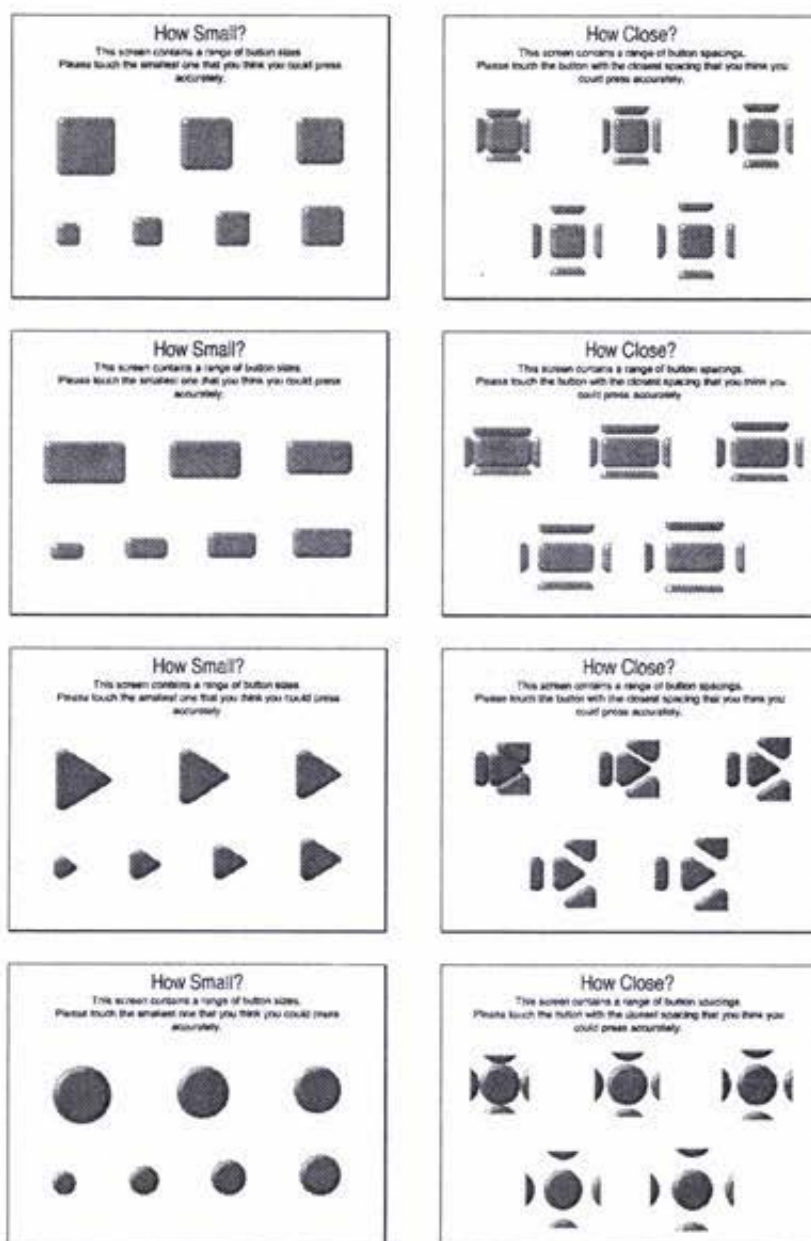 How Small?
This screen contains a range of button sizes
Please touch the smallest one that you think you could press
accurately.
How Close?
This screen contains a range of button spacings.
Please touch the button with the closest spacing that you think you
could press accurately.
How Small?
This screen contains a range of button sizes
Please touch the smallest one that you think you could press
accurately.
How Close?
This screen contains a range of button spacings.
Please touch the button with the closest spacing that you think you
could press accurately
How Small?
This screen contains a range of button sizes
Please touch the smallest one that you think you could press
accurately
How Close?
This screen contains a range of button spacings.
Please touch the button with the closest spacing that you think you
could press accurately.
How Small?
This screen contains a range of button sizes.
Please touch the smallest one that you think you could press
accurately.
How Close?
This screen contains a range of button spacings
Please touch the button with the closest spacing that you think you
could press accurately.